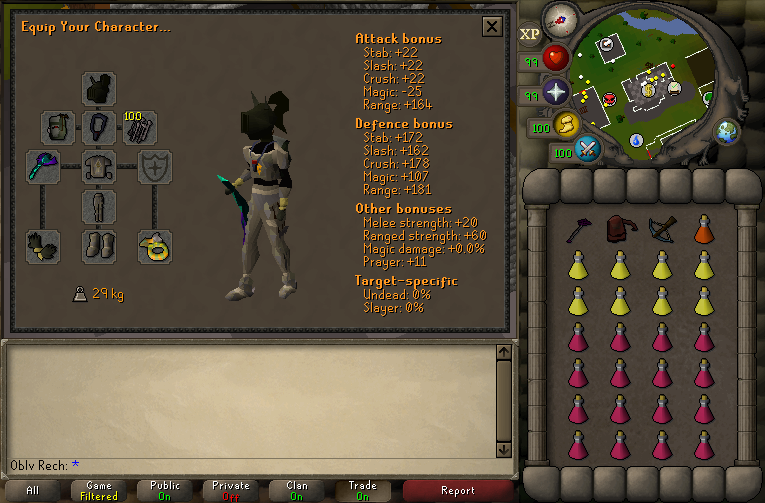 Equip Your Character...
Attack bonus
Stab: +22
Slash: +22
Crush: +22
Magic: -25
Range: +164
Defence bonus
Stab: +172
Slash: +162
Crush: +178
Magic: +107
Range: +181
Other bonuses
Melee strength: +20
Ranged strength: +60
Magic damage: +0.0%
Prayer: +11
Target-specific
Undead: 0%
Slayer: 0%
100
29 kg
XP
99
99
100
100
Oblv Rech: *
All
Game
Filtered
Public
On
Private
Off
Clan
On
Trade
On
Report